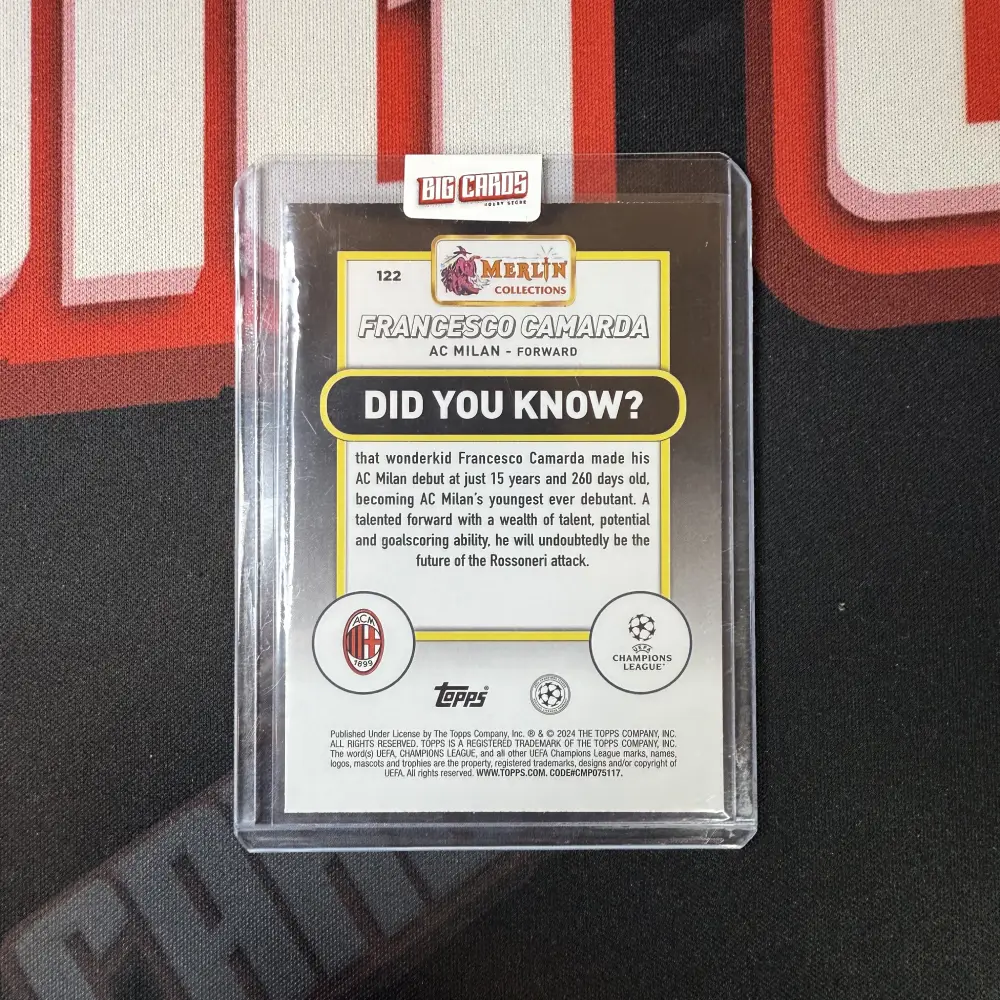 BIG CARDS
122
MERLIN
COLLECTIONS
FRANCESCO CAMARDA
AC MILAN - FORWARD
DID YOU KNOW?
that wonderkid Francesco Camarda made his
AC Milan debut at just 15 years and 260 days old,
becoming AC Milan's youngest ever debutant. A
talented forward with a wealth of talent, potential
and goalscoring ability, he will undoubtedly be the
future of the Rossoneri attack.
ACM
1899
UEFA
CHAMPIONS
LEAGUE
topps
Published Under License by The Topps Company, Inc. ® & © 2024 THE TOPPS COMPANY, INC.
ALL RIGHTS RESERVED. TOPPS IS A REGISTERED TRADEMARK OF THE TOPPS COMPANY, INC.
The word(s) UEFA, CHAMPIONS LEAGUE, and all other UEFA Champions League marks, names,
logos, mascots and trophies are the property, registered trademarks, designs and/or copyright of
UEFA. All rights reserved. WWW.TOPPS.COM. CODE#CMP075117.